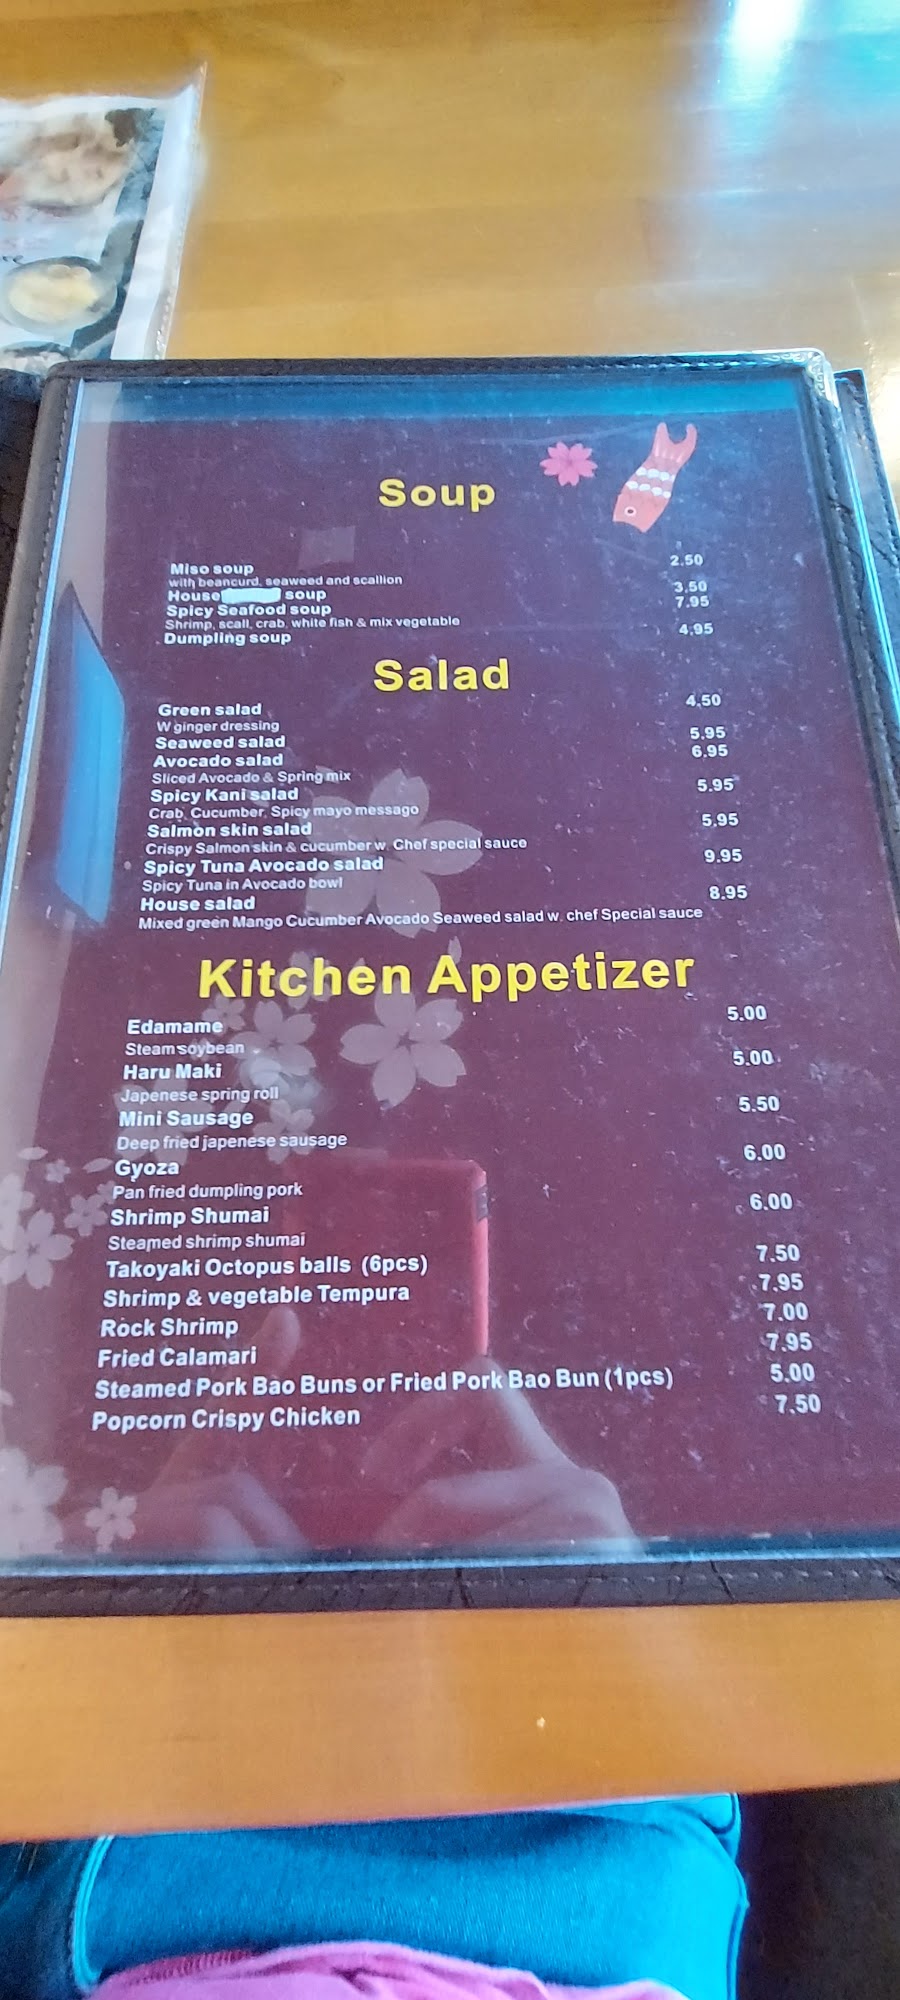 Soup
Miso soup 2.50
with beancurd, seaweed and scallion
House soup 3.50
Spicy Seafood soup 7.95
Shrimp, scall, crab, white fish & mix vegetable
Dumpling soup 4.95
Salad
Green salad 4.50
W ginger dressing
Seaweed salad 5.95
Avocado salad 6.95
Sliced Avocado & Spring mix
Spicy Kani salad 5.95
Crab, Cucumber, Spicy mayo messago
Salmon skin salad 5.95
Crispy Salmon skin & cucumber w. Chef special sauce
Spicy Tuna Avocado salad 9.95
Spicy Tuna in Avocado bowl
House salad 8.95
Mixed green Mango Cucumber Avocado Seaweed salad w. chef Special sauce
Kitchen Appetizer
Edamame 5.00
Steam soybean
Haru Maki 5.00
Japenese spring roll
Mini Sausage 5.50
Deep fried japenese sausage
Gyoza 6.00
Pan fried dumpling pork
Shrimp Shumai 6.00
Steamed shrimp shumai
Takoyaki Octopus balls (6pcs) 7.50
Shrimp & vegetable Tempura 7.95
Rock Shrimp 7.00
Fried Calamari 7.95
Steamed Pork Bao Buns or Fried Pork Bao Bun (1pcs) 5.00
Popcorn Crispy Chicken 7.50